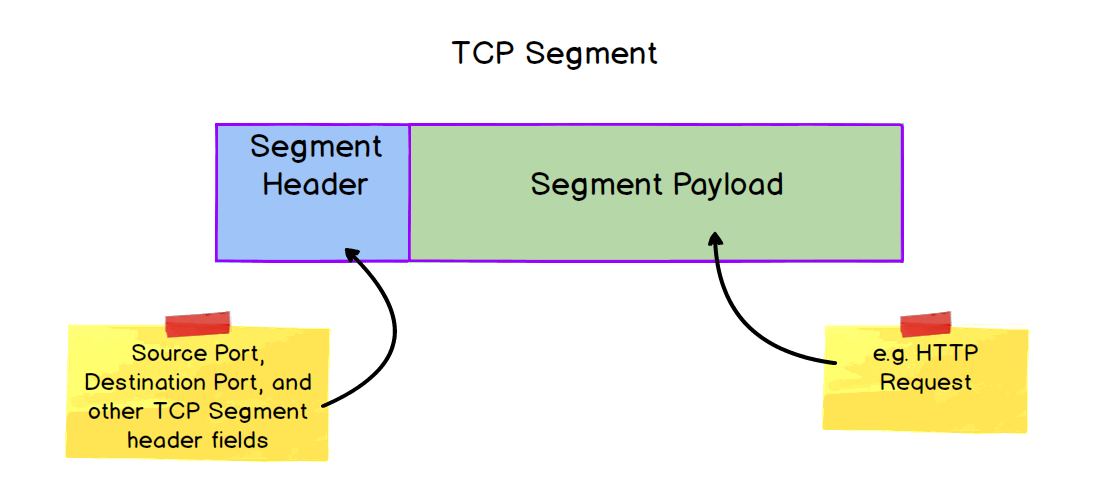 TCP Segment
Segment
Header
Segment Payload
Source Port,
Destination Port, and
other TCP Segment
header fields
e.g. HTTP
Request